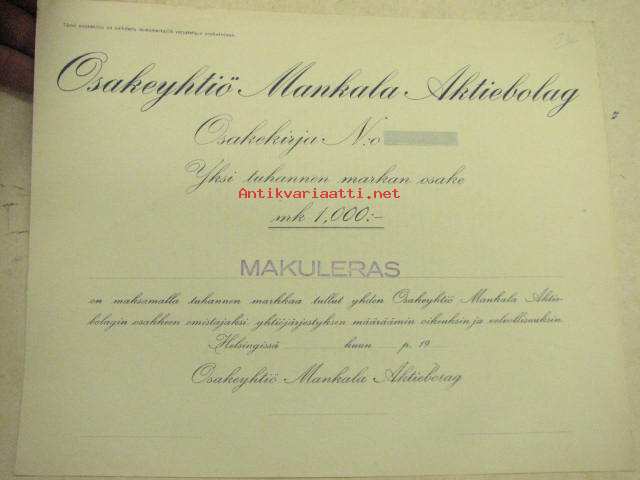 Osakeyhtiö Mankala Aktiebolag
Osakekirja N:o
Yksi tuhannen markan osake
Antikvariaatti.net
mk 1,000:-
MAKULERAS
on maksamalla tuhannen markkaa tullut yhden Osakeyhtiö Mankala Aktie-
bolagin osakkeen omistajaksi yhtiöjärjestyksen määräämin oikeuksin ja velvollisuuksin.
Helsingissä kuun p. 19
Osakeyhtiö Mankala Aktiebolag